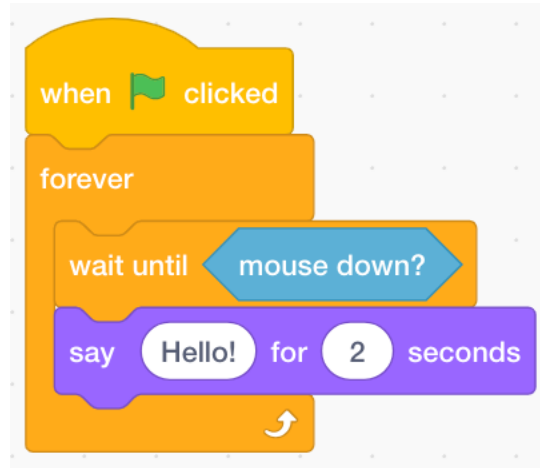 when clicked
forever
wait until mouse down?
say Hello! for 2 seconds